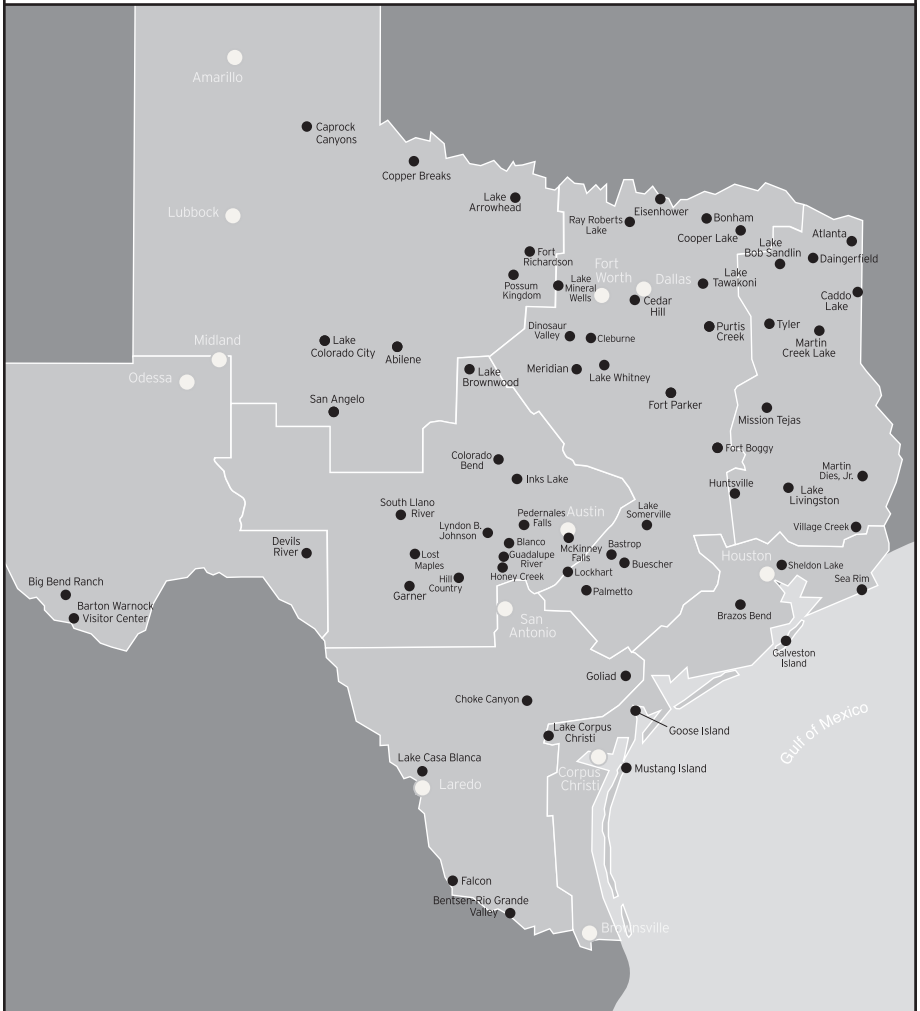 Amarillo
Caprock
Canyons
Copper Breaks
Lake
Arrowhead
Lubbock
Ray Roberts
Lake
Eisenhower
Bonham
Cooper Lake
Lake
Bob Sandlin
Atlanta
Daingerfield
Fort
Richardson
Possum
Kingdom
Lake
Mineral
Wells
Fort
Worth
Dallas
Cedar
Hill
Lake
Tawakoni
Caddo
Lake
Midland
Odessa
Lake
Colorado City
Abilene
Dinosaur
Valley
Cleburne
Purtis
Creek
Tyler
Martin
Creek Lake
Lake
Brownwood
Meridian
Lake Whitney
San Angelo
Fort Parker
Mission Tejas
Colorado
Bend
Inks Lake
Fort Boggy
Huntsville
Lake
Livingston
Martin
Dies, Jr.
South Llano
River
Lyndon B.
Johnson
Pedernales
Falls
Austin
Lake
Somerville
Village Creek
Devils
River
Lost
Maples
Blanco
Guadalupe
River
Honey Creek
McKinney
Falls
Bastrop
Buescher
Houston
Sheldon Lake
Sea Rim
Big Bend Ranch
Barton Warnock
Visitor Center
Garner
Hill
Country
Lockhart
Palmetto
San
Antonio
Brazos Bend
Galveston
Island
Goliad
Choke Canyon
Goose Island
Lake Corpus
Christi
Corpus
Christi
Mustang Island
Gulf of Mexico
Lake Casa Blanca
Laredo
Falcon
Bentsen-Rio Grande
Valley
Brownsville